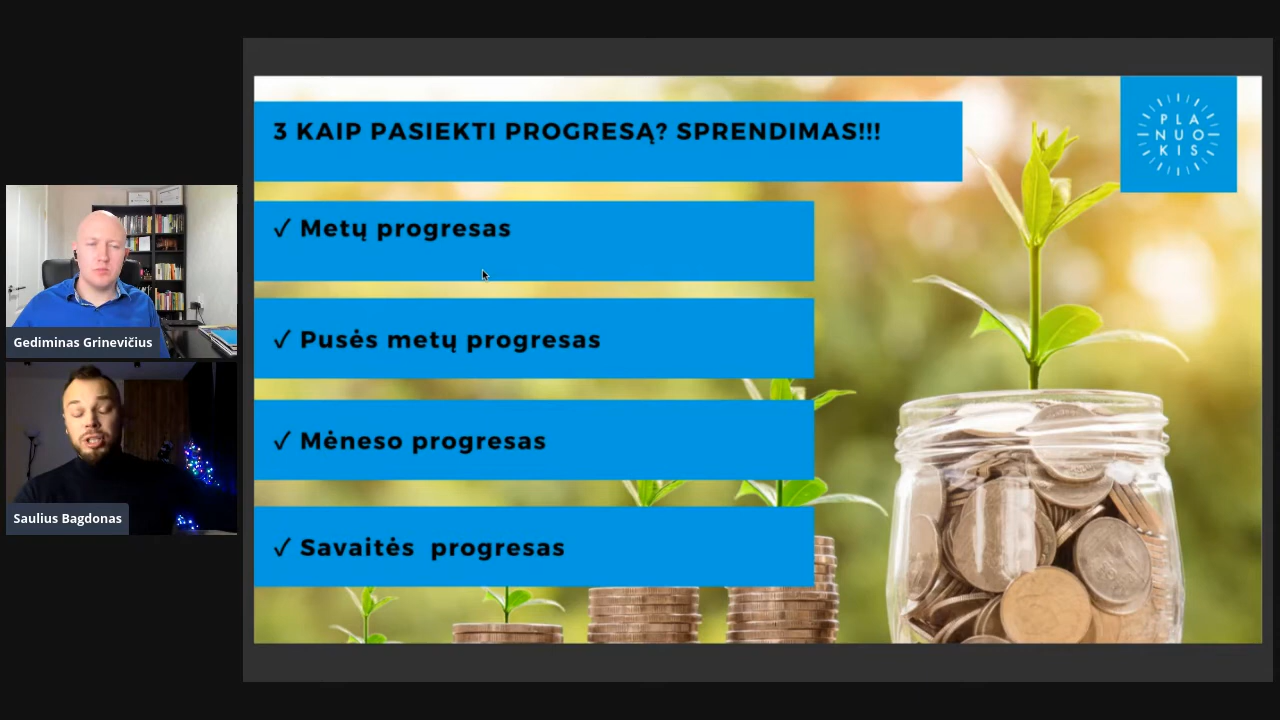 3 KAIP PASIEKTI PROGRESĄ? SPRENDIMAS!!!
PLA
NUO
KIS
✓ Metų progresas
✓ Pusės metų progresas
✓ Mėneso progresas
✓ Savaitės progresas
Gediminas Grinevičius
Saulius Bagdonas